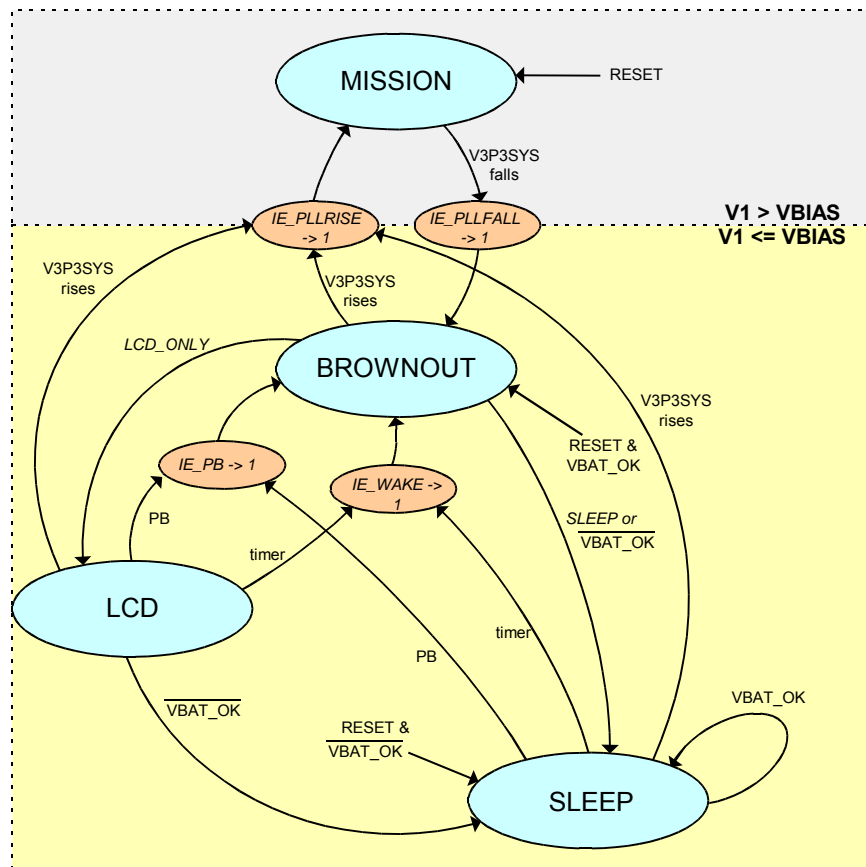 MISSION
RESET
V3P3SYS
falls
IE_PLLRISE
-> 1
IE_PLLFALL
-> 1
V1 > VBIAS
V1 <= VBIAS
V3P3SYS
rises
V3P3SYS
rises
LCD_ONLY
BROWNOUT
V3P3SYS
rises
RESET &
VBAT_OK
IE_PB -> 1
IE_WAKE ->
1
PB
timer
SLEEP or
VBAT_OK
LCD
timer
PB
VBAT_OK
RESET &
VBAT_OK
VBAT_OK
SLEEP